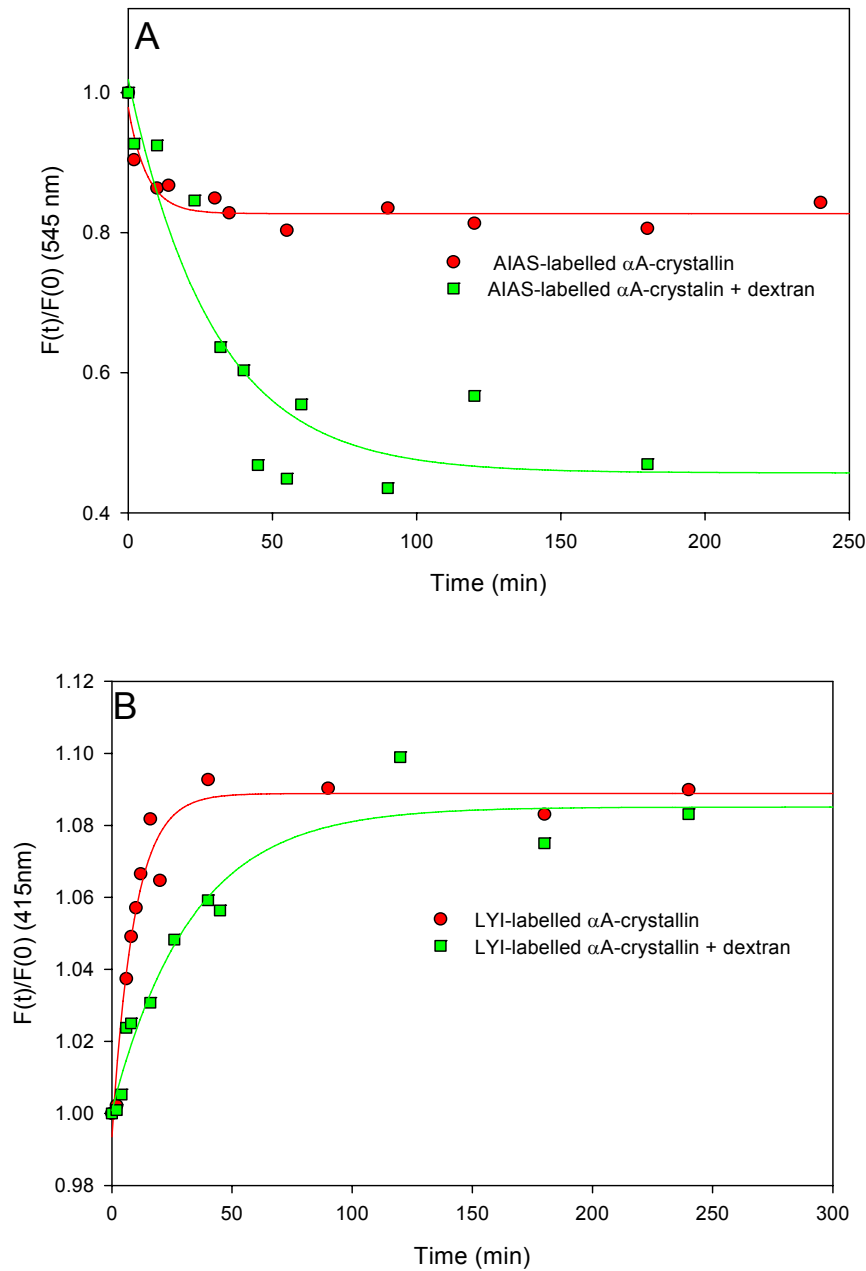 A
1.0
0.8
0.6
0.4
F(t)/F(0) (545 nm)
AIAS-labelled αA-crystallin
AIAS-labelled αA-crystalin + dextran
0 50 100 150 200 250
Time (min)
B
1.12
1.10
1.08
1.06
1.04
1.02
1.00
0.98
F(t)/F(0) (415nm)
LYI-labelled αA-crystallin
LYI-labelled αA-crystallin + dextran
0 50 100 150 200 250 300
Time (min)